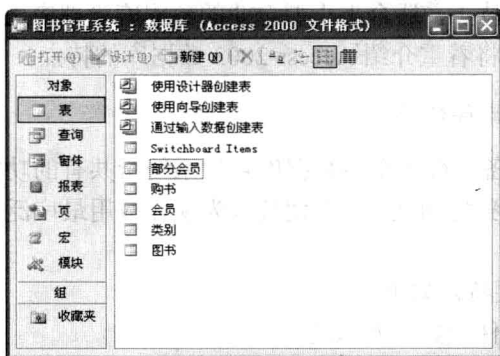 图书管理系统 : 数据库 (Access 2000 文件格式)
打开(O) 设计(D) 新建(N)
对象
表
查询
窗体
报表
页
宏
模块
组
收藏夹
使用设计器创建表
使用向导创建表
通过输入数据创建表
Switchboard Items
部分会员
购书
会员
类别
图书